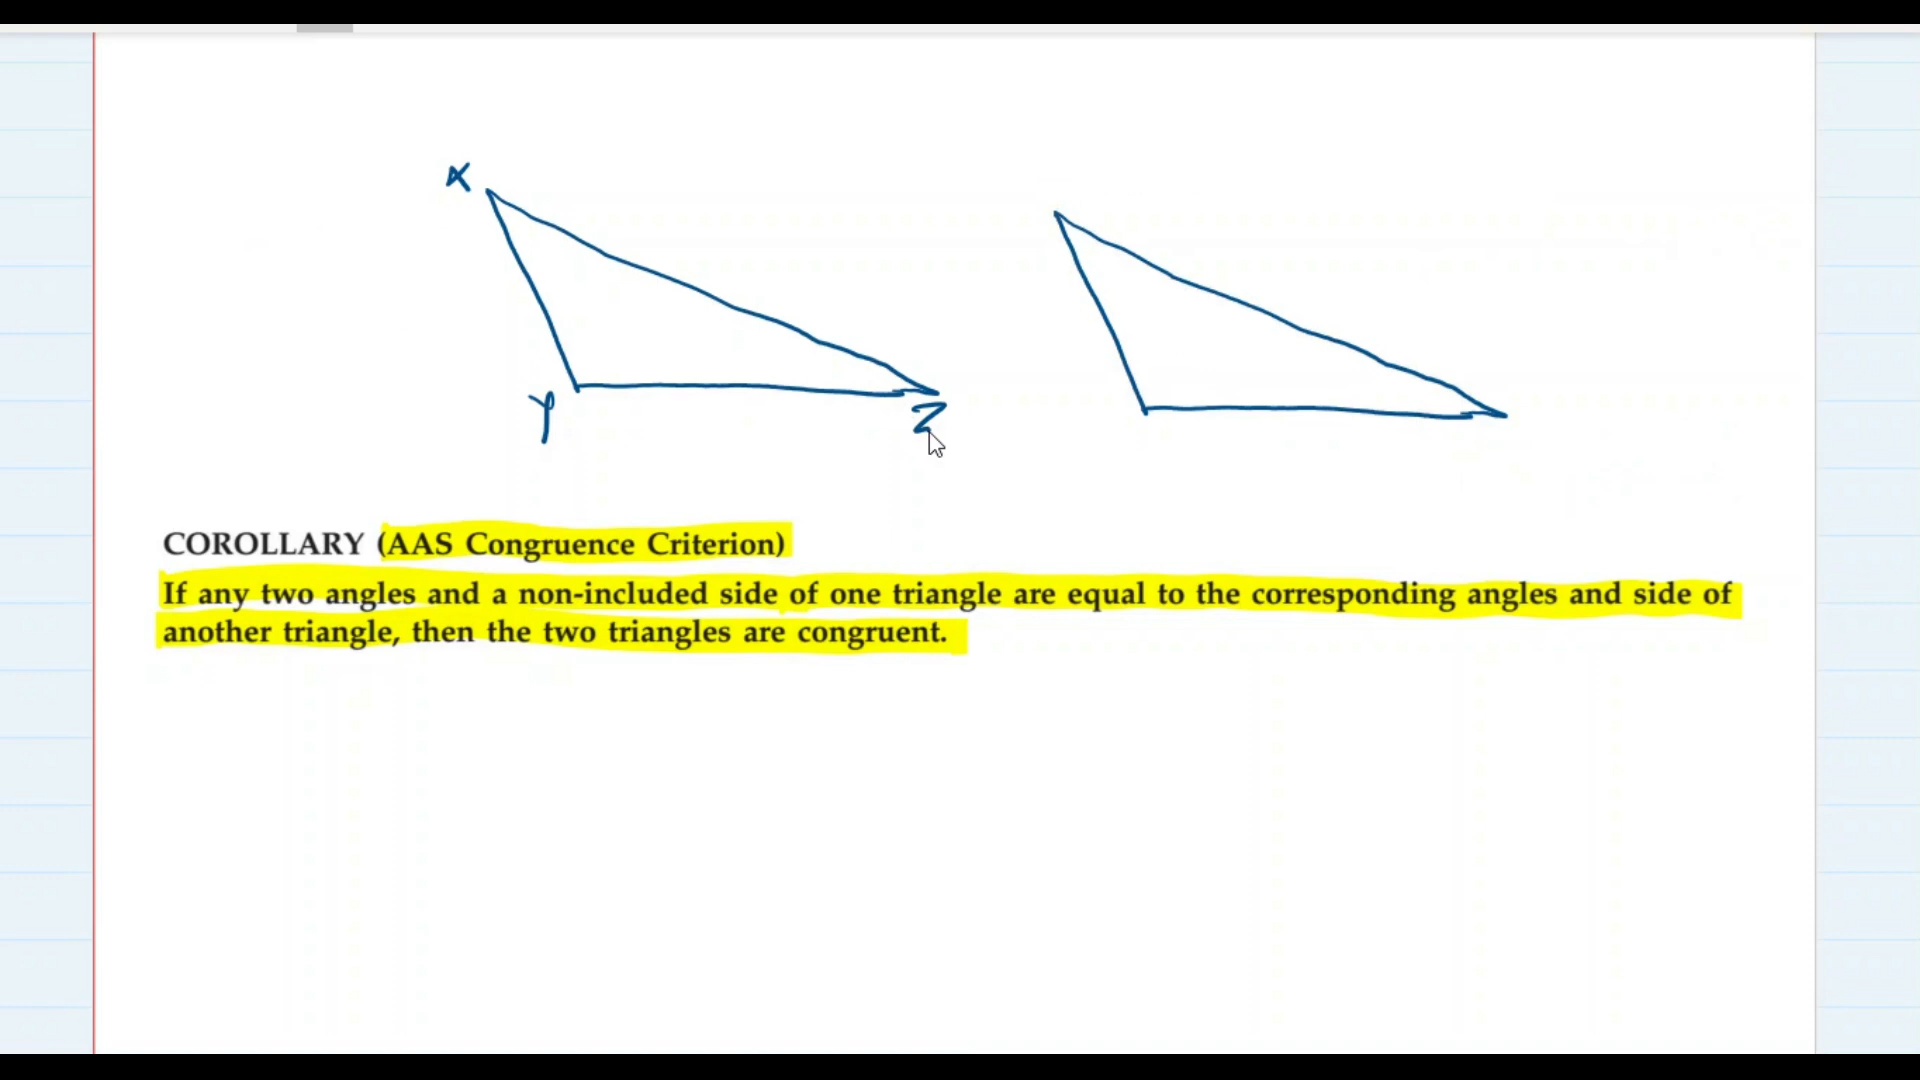 X
Y
Z
COROLLARY (AAS Congruence Criterion)
If any two angles and a non-included side of one triangle are equal to the corresponding angles and side of
another triangle, then the two triangles are congruent.